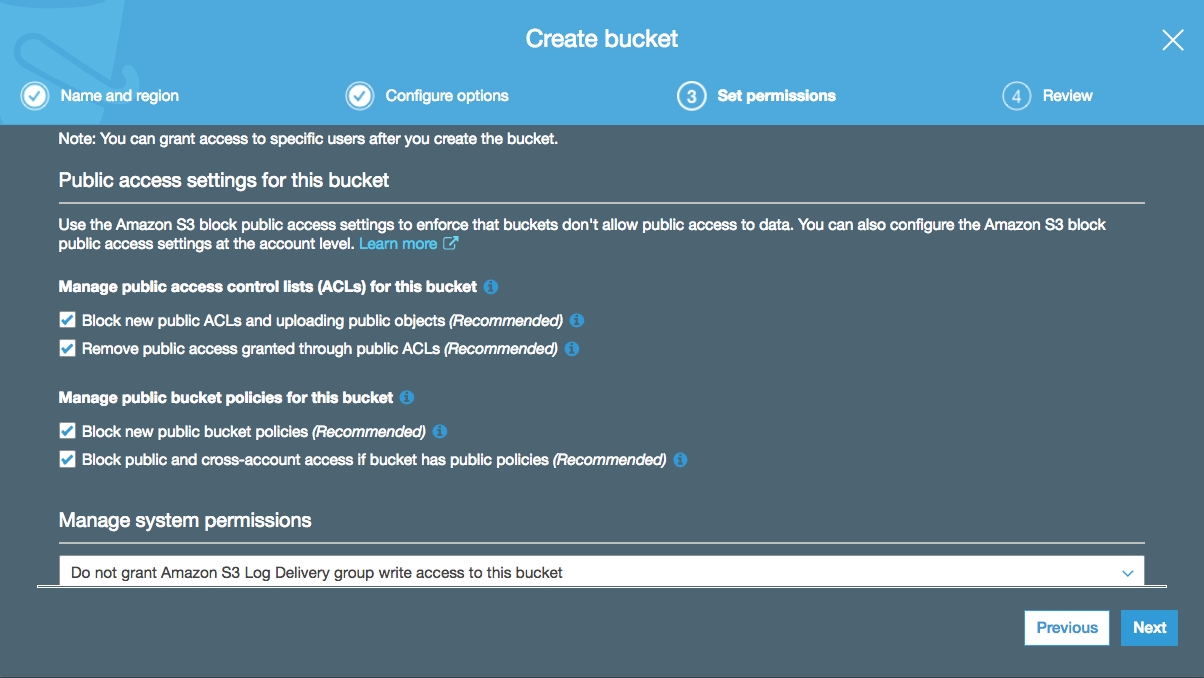 Create bucket
Name and region
Configure options
3 Set permissions
4 Review
Note: You can grant access to specific users after you create the bucket.
Public access settings for this bucket
Use the Amazon S3 block public access settings to enforce that buckets don't allow public access to data. You can also configure the Amazon S3 block
public access settings at the account level. Learn more
Manage public access control lists (ACLs) for this bucket
Block new public ACLs and uploading public objects (Recommended)
Remove public access granted through public ACLs (Recommended)
Manage public bucket policies for this bucket
Block new public bucket policies (Recommended)
Block public and cross-account access if bucket has public policies (Recommended)
Manage system permissions
Do not grant Amazon S3 Log Delivery group write access to this bucket
Previous
Next